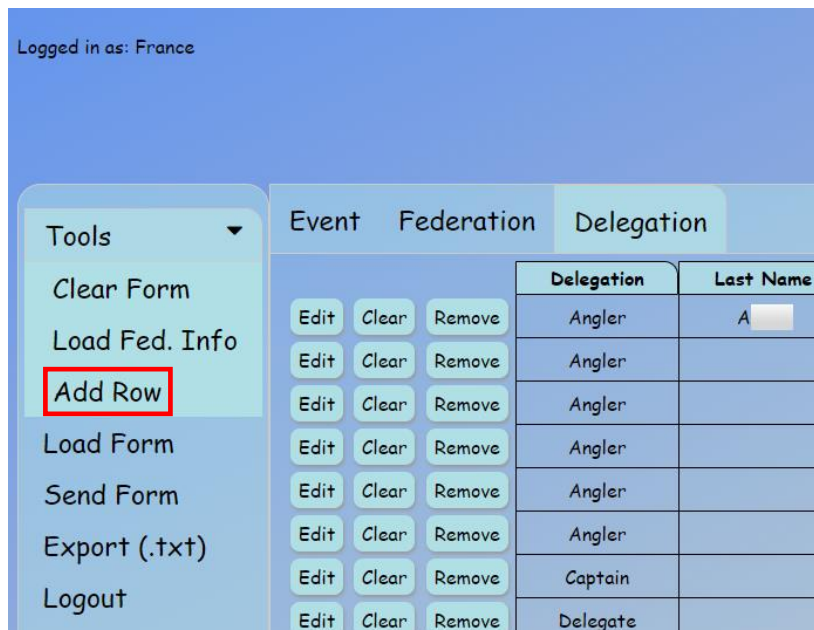 Logged in as: France
Tools
Clear Form
Load Fed. Info
Add Row
Load Form
Send Form
Export (.txt)
Logout
Event Federation Delegation
Delegation Last Name
Edit Clear Remove Angler A
Edit Clear Remove Angler
Edit Clear Remove Angler
Edit Clear Remove Angler
Edit Clear Remove Angler
Edit Clear Remove Angler
Edit Clear Remove Captain
Edit Clear Remove Delegate